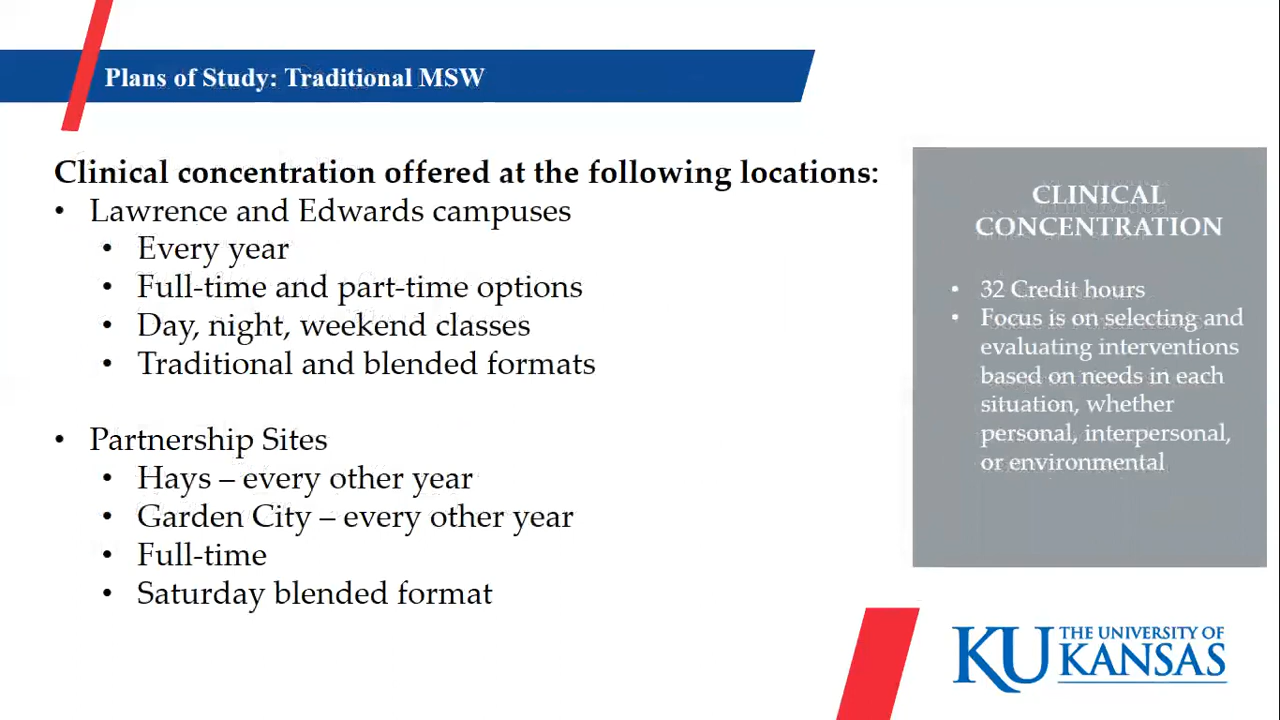 Plans of Study: Traditional MSW
Clinical concentration offered at the following locations:
• Lawrence and Edwards campuses
• Every year
• Full-time and part-time options
• Day, night, weekend classes
• Traditional and blended formats
• Partnership Sites
• Hays – every other year
• Garden City – every other year
• Full-time
• Saturday blended format
CLINICAL
CONCENTRATION
• 32 Credit hours
• Focus is on selecting and
evaluating interventions
based on needs in each
situation, whether
personal, interpersonal,
or environmental
KU THE UNIVERSITY OF
KANSAS